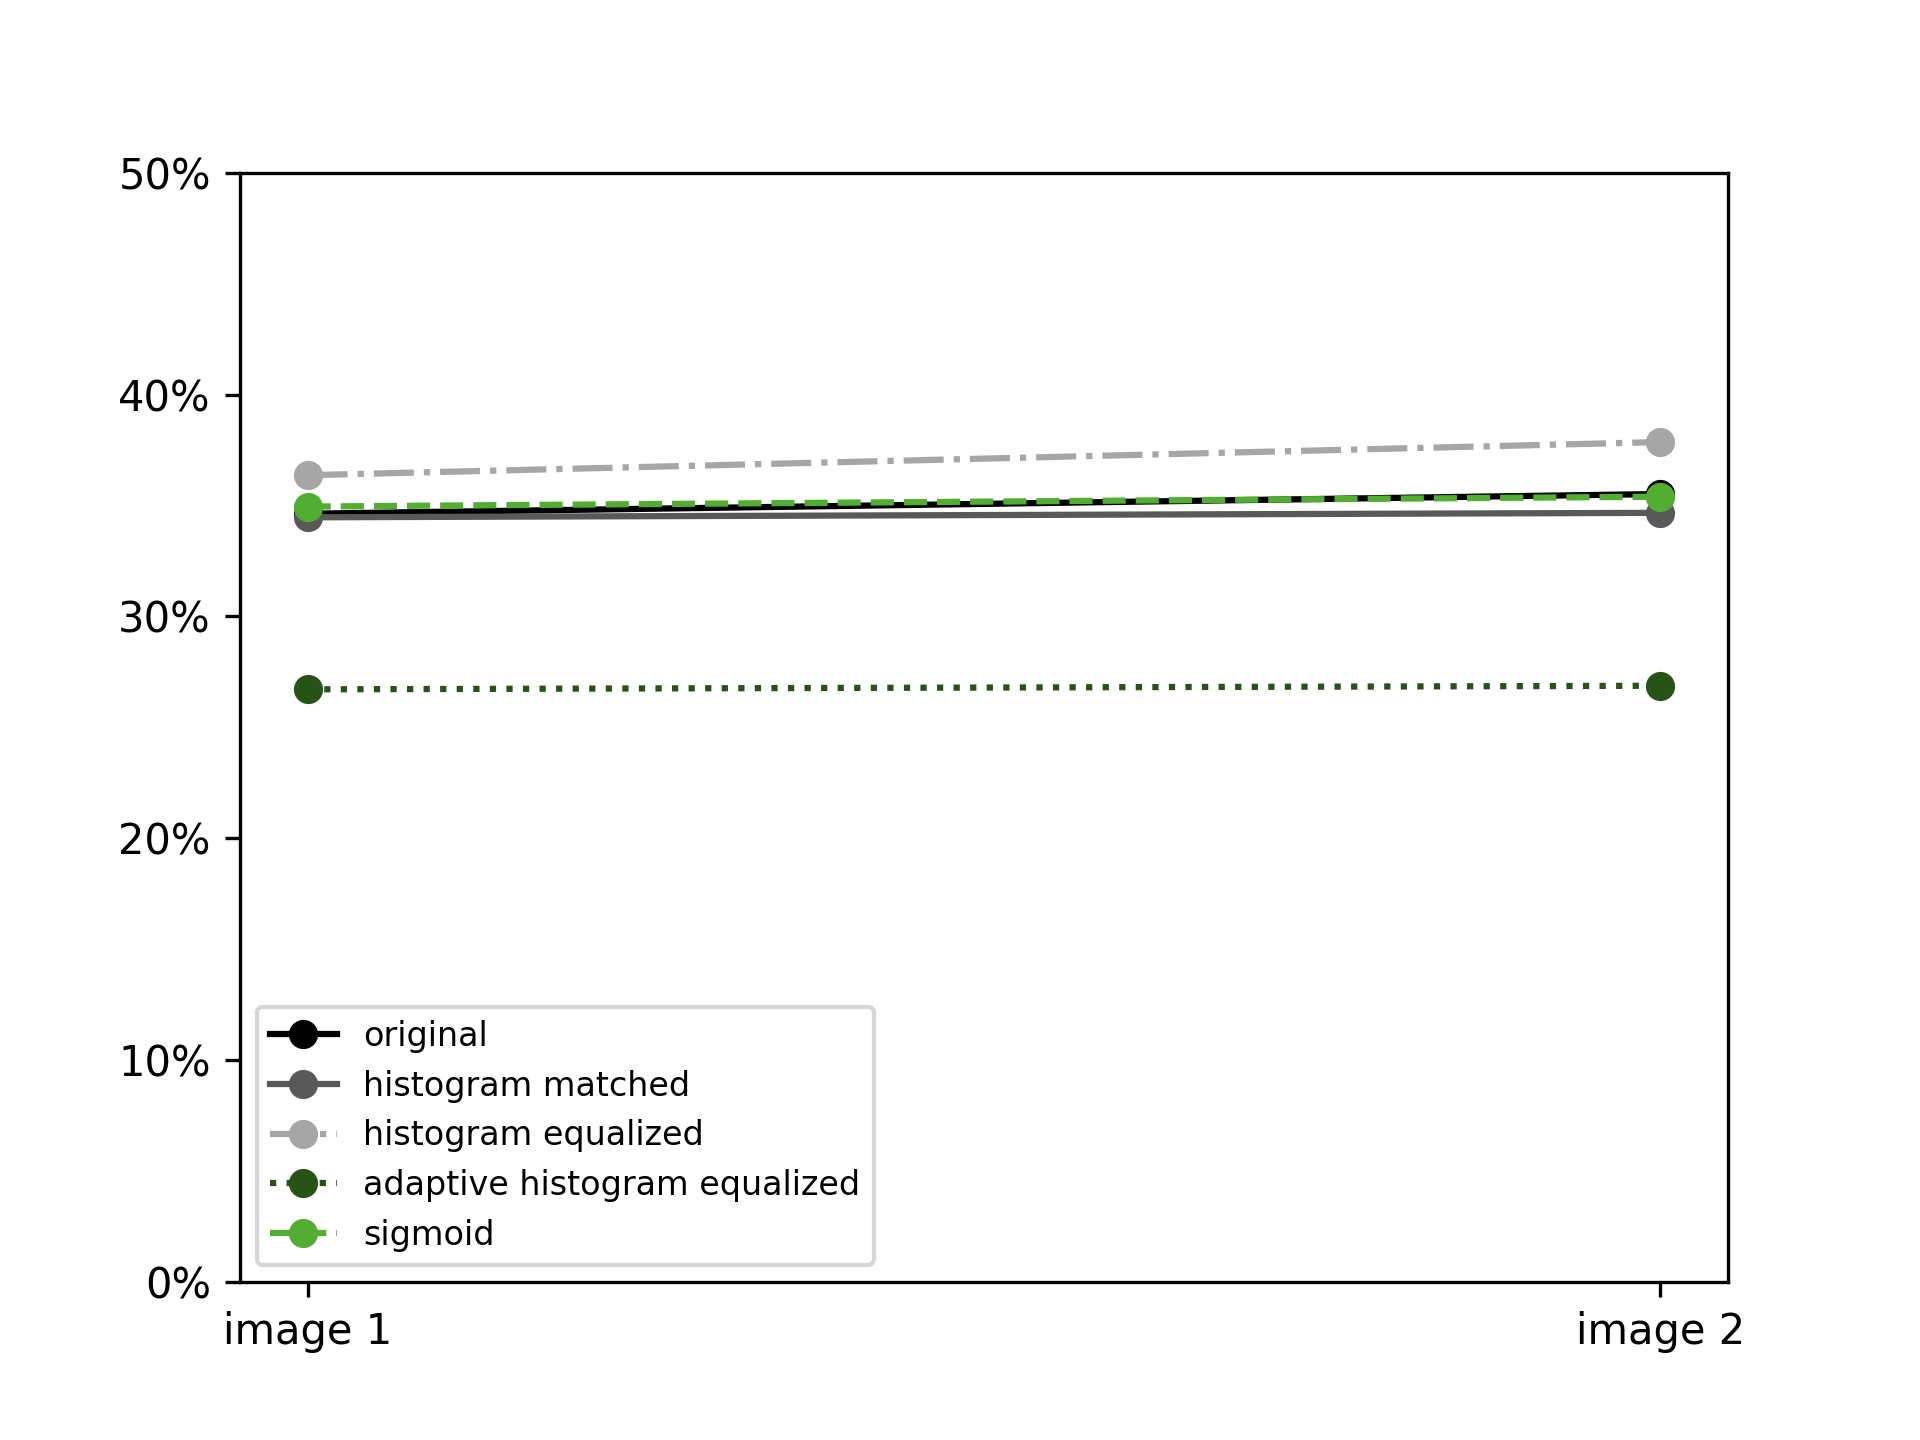 50%
40%
30%
20%
10%
0%
original
histogram matched
histogram equalized
adaptive histogram equalized
sigmoid
image 1
image 2